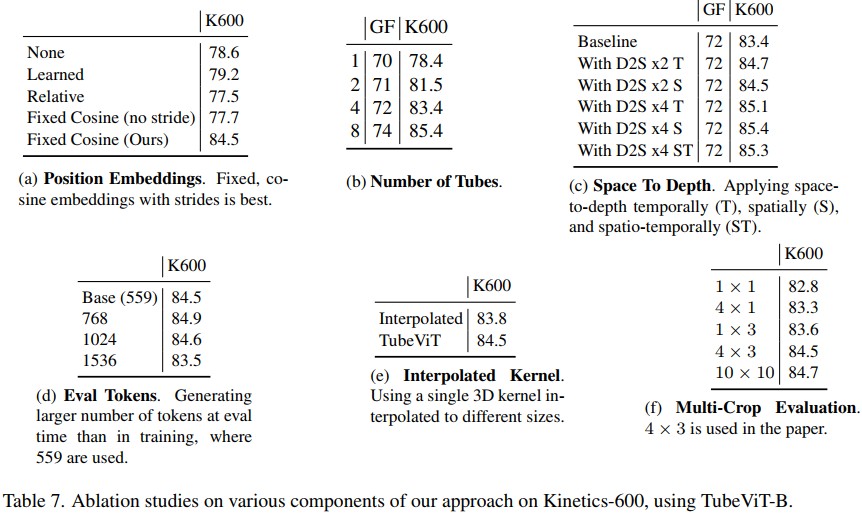 K600
None 78.6
Learned 79.2
Relative 77.5
Fixed Cosine (no stride) 77.7
Fixed Cosine (Ours) 84.5
(a) Position Embeddings. Fixed, co-
sine embeddings with strides is best.
GF K600
1 70 78.4
2 71 81.5
4 72 83.4
8 74 85.4
(b) Number of Tubes.
GF K600
Baseline 72 83.4
With D2S x2 T 72 84.7
With D2S x2 S 72 84.5
With D2S x4 T 72 85.1
With D2S x4 S 72 85.4
With D2S x4 ST 72 85.3
(c) Space To Depth. Applying space-
to-depth temporally (T), spatially (S),
and spatio-temporally (ST).
K600
Base (559) 84.5
768 84.9
1024 84.6
1536 83.5
(d) Eval Tokens. Generating
larger number of tokens at eval
time than in training, where
559 are used.
K600
Interpolated 83.8
TubeViT 84.5
(e) Interpolated Kernel.
Using a single 3D kernel in-
terpolated to different sizes.
K600
1 × 1 82.8
4 × 1 83.3
1 × 3 83.6
4 × 3 84.5
10 × 10 84.7
(f) Multi-Crop Evaluation.
4 × 3 is used in the paper.
Table 7. Ablation studies on various components of our approach on Kinetics-600, using TubeViT-B.